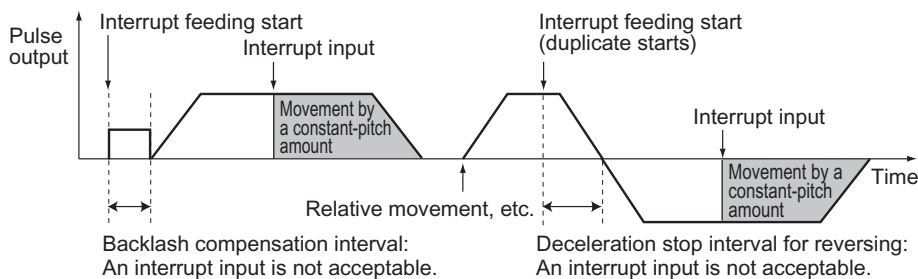 Pulse
output
Interrupt feeding start
Interrupt input
Movement by
a constant-pitch
amount
Interrupt feeding start
(duplicate starts)
Interrupt input
Movement by a
constant-pitch
amount
Time
Relative movement, etc.
Backlash compensation interval:
An interrupt input is not acceptable.
Deceleration stop interval for reversing:
An interrupt input is not acceptable.